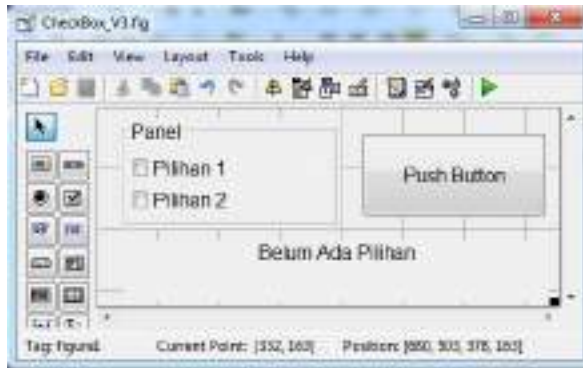 CheckBox_V3.fig
File Edit View Layout Tools Help
Panel
Pilihan 1
Pilihan 2
Push Button
Belum Ada Pilihan
Tag: figure1 Current Point: [352, 163] Position: [680, 503, 378, 163]